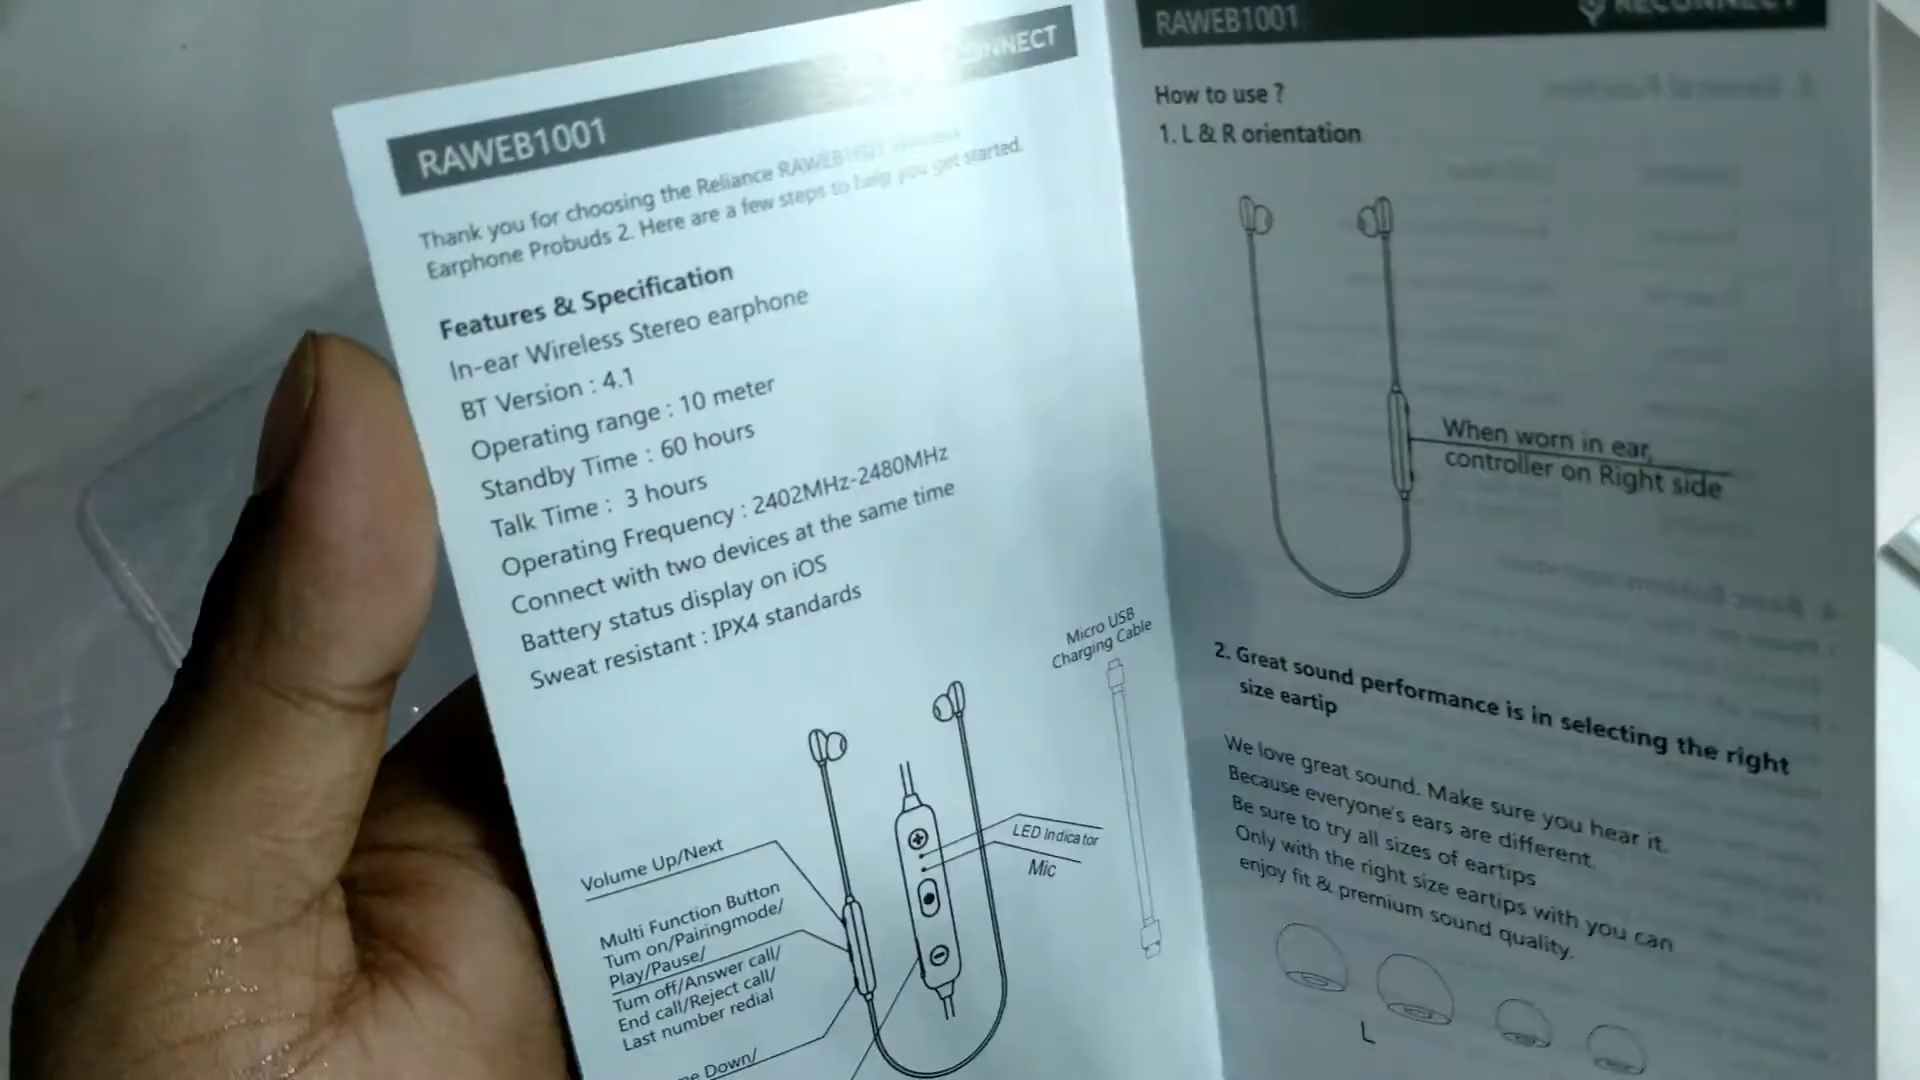 RAWEB1001
Thank you for choosing the Reliance
Earphone Probuds 2. Here are a few steps to help you get started.
Features & Specification
In-ear Wireless Stereo earphone
BT Version : 4.1
Operating range : 10 meter
Standby Time : 60 hours
Talk Time : 3 hours
Operating Frequency : 2402MHz-2480MHz
Connect with two devices at the same time
Battery status display on iOS
Sweat resistant : IPX4 standards
Micro USB
Charging Cable
LED Indicator
Mic
Volume Up/Next
Multi Function Button
Turn on/Pairingmode/
Play/Pause/
Turn off/Answer call/
End call/Reject call/
Last number redial
Down/
RAWEB1001
RECONNECT
How to use ?
1. L & R orientation
When worn in ear,
controller on Right side
2. Great sound performance is in selecting the right
size eartip
We love great sound. Make sure you hear it.
Because everyone's ears are different.
Be sure to try all sizes of eartips
Only with the right size eartips with you can
enjoy fit & premium sound quality.
L